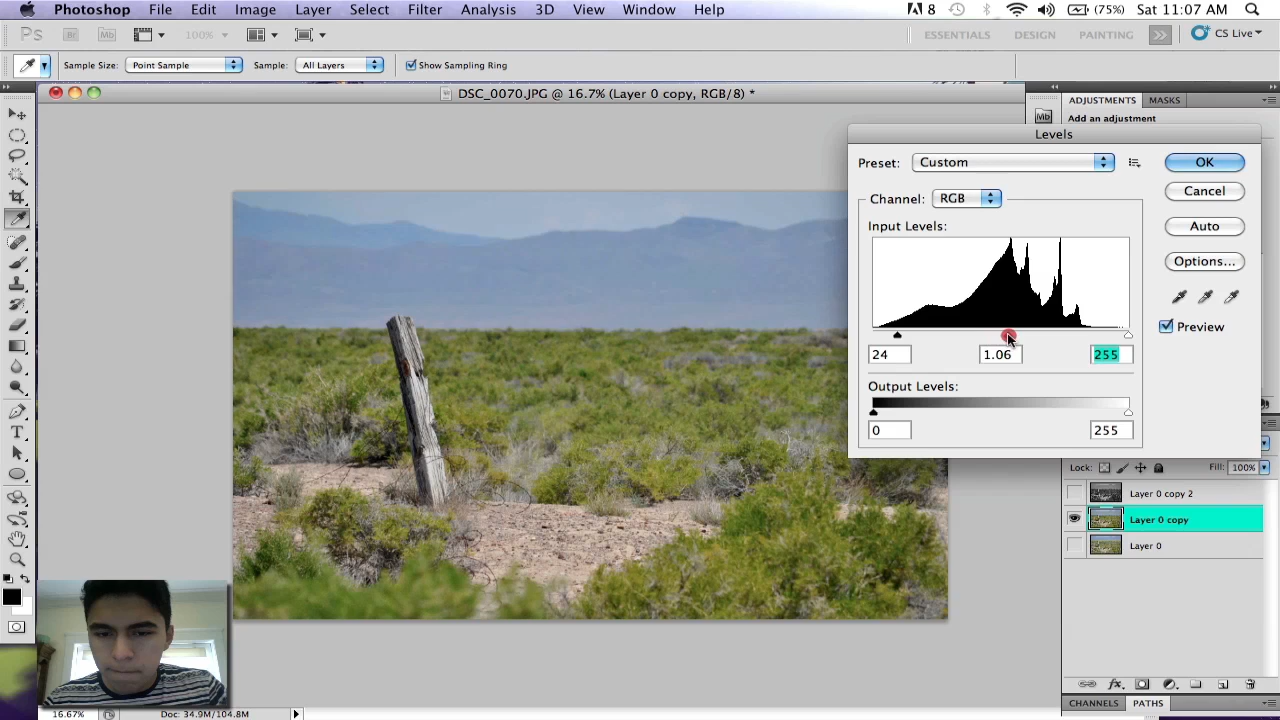 Photoshop File Edit Image Layer Select Filter Analysis 3D View Window Help 8 (75%) Sat 11:07 AM
Ps Br Mb 100% ESSENTIALS DESIGN PAINTING >> CS Live
Sample Size: Point Sample Sample: All Layers Show Sampling Ring
DSC_0070.JPG @ 16.7% (Layer 0 copy, RGB/8) *
ADJUSTMENTS MASKS
Mb Add an adjustment
Levels
Preset: Custom OK
Channel: RGB Cancel
Input Levels: Auto
Options...
Preview
24 1.06 255
Output Levels:
0 255
Lock: Fill: 100%
Layer 0 copy 2
Layer 0 copy
Layer 0
T
CHANNELS PATHS
16.67% Doc: 34.9M/104.8M